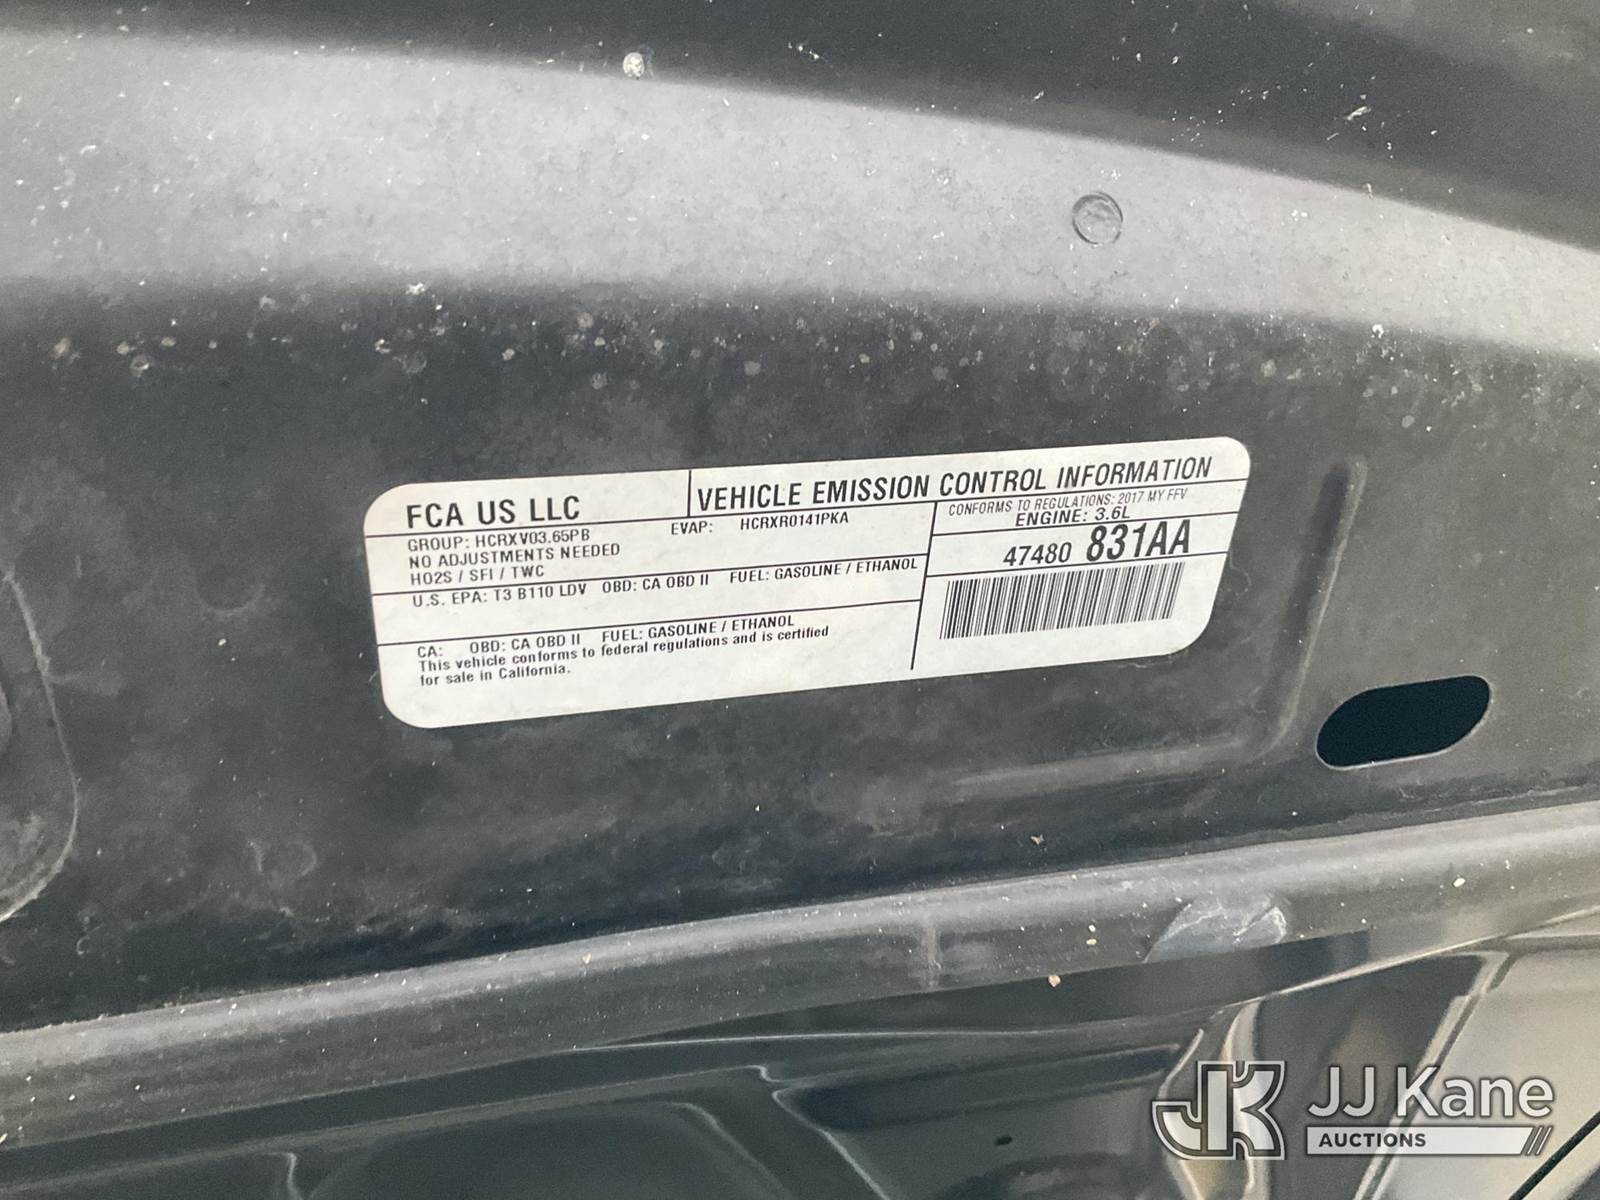 FCA US LLC
VEHICLE EMISSION CONTROL INFORMATION
GROUP: HCRXV03.65PB
EVAP: HCRXR0141PKA
NO ADJUSTMENTS NEEDED
HO2S / SFI / TWC
CONFORMS TO REGULATIONS: 2017 MY FFV
ENGINE: 3.6L
47480 831AA
U.S. EPA: T3 B110 LDV OBD: CA OBD II FUEL: GASOLINE / ETHANOL
CA: OBD: CA OBD II FUEL: GASOLINE / ETHANOL
This vehicle conforms to federal regulations and is certified
for sale in California.
JK JJ Kane
AUCTIONS